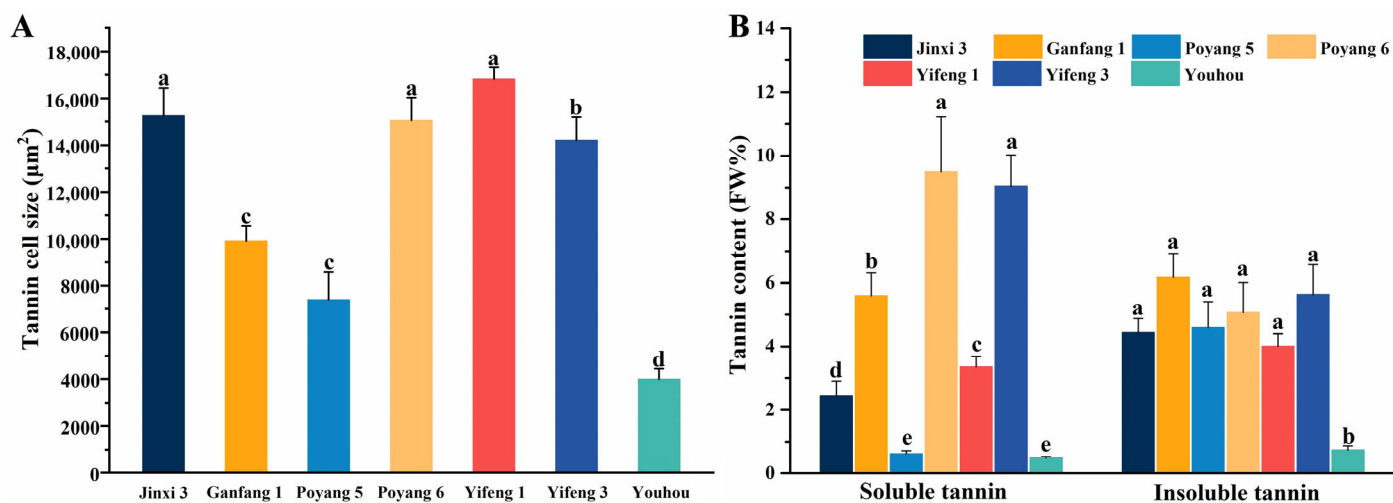 A
Tannin cell size (μm²)
18,000
16,000
14,000
12,000
10,000
8000
6000
4000
2000
0
a
c
c
a
a
b
d
Jinxi 3 Ganfang 1 Poyang 5 Poyang 6 Yifeng 1 Yifeng 3 Youhou
B
Tannin content (FW%)
14
12
10
8
6
4
2
0
Jinxi 3 Ganfang 1 Poyang 5 Poyang 6
Yifeng 1 Yifeng 3 Youhou
d
b
e
a
c
a
e
a
a
a
a
a
a
b
Soluble tannin Insoluble tannin